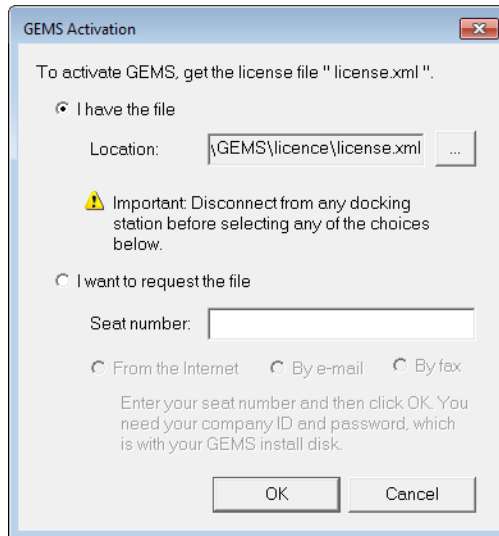 GEMS Activation
To activate GEMS, get the license file " license.xml ".
I have the file
Location: \GEMS\licence\license.xml ...
Important: Disconnect from any docking
station before selecting any of the choices
below.
I want to request the file
Seat number:
From the Internet By e-mail By fax
Enter your seat number and then click OK. You
need your company ID and password, which
is with your GEMS install disk.
OK Cancel